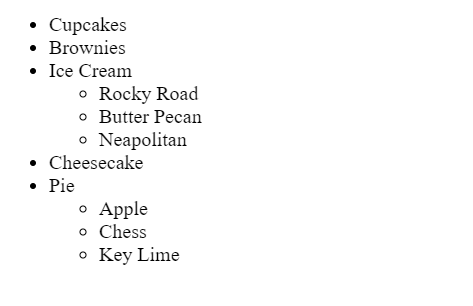 Cupcakes
Brownies
Ice Cream
Rocky Road
Butter Pecan
Neapolitan
Cheesecake
Pie
Apple
Chess
Key Lime